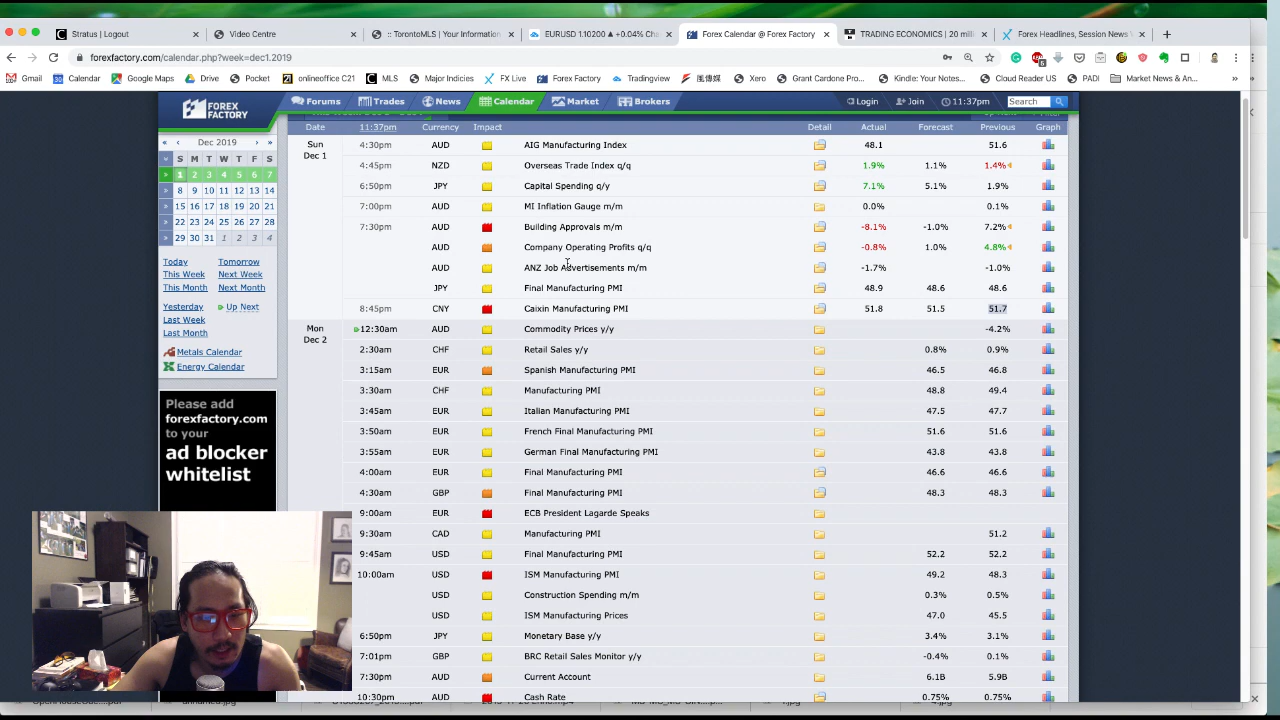 Stratus | Logout
Video Centre
:: TorontoMLS | Your Information
EURUSD 1.10200 ▲ +0.04% Cha
Forex Calendar @ Forex Factory
TRADING ECONOMICS | 20 milli
Forex Headlines, Session News
forexfactory.com/calendar.php?week=dec1.2019
Gmail Calendar Google Maps Drive Pocket onlineoffice C21 MLS Major Indicies FX Live Forex Factory Tradingview 風傳媒 Xero Grant Cardone Pro... Kindle: Your Notes... Cloud Reader US PADI Market News & An...
FOREX FACTORY
Forums Trades News Calendar Market Brokers Login Join 11:37pm Search
« ‹ Dec 2019 › »
S M T W T F S
> 1 2 3 4 5 6 7
> 8 9 10 11 12 13 14
> 15 16 17 18 19 20 21
> 22 23 24 25 26 27 28
> 29 30 31 1 2 3 4
Today Tomorrow
This Week Next Week
This Month Next Month
Yesterday Up Next
Last Week
Last Month
Metals Calendar
Energy Calendar
Please add
forexfactory.com
to your
ad blocker
whitelist
Date 11:37pm Currency Impact Detail Actual Forecast Previous Graph
Sun Dec 1 4:30pm AUD AIG Manufacturing Index 48.1 51.6
4:45pm NZD Overseas Trade Index q/q 1.9% 1.1% 1.4%
6:50pm JPY Capital Spending q/y 7.1% 5.1% 1.9%
7:00pm AUD MI Inflation Gauge m/m 0.0% 0.1%
7:30pm AUD Building Approvals m/m -8.1% -1.0% 7.2%
AUD Company Operating Profits q/q -0.8% 1.0% 4.8%
AUD ANZ Job Advertisements m/m -1.7% -1.0%
JPY Final Manufacturing PMI 48.9 48.6 48.6
8:45pm CNY Caixin Manufacturing PMI 51.8 51.5 51.7
Mon Dec 2 12:30am AUD Commodity Prices y/y -4.2%
2:30am CHF Retail Sales y/y 0.8% 0.9%
3:15am EUR Spanish Manufacturing PMI 46.5 46.8
3:30am CHF Manufacturing PMI 48.8 49.4
3:45am EUR Italian Manufacturing PMI 47.5 47.7
3:50am EUR French Final Manufacturing PMI 51.6 51.6
3:55am EUR German Final Manufacturing PMI 43.8 43.8
4:00am EUR Final Manufacturing PMI 46.6 46.6
4:30am GBP Final Manufacturing PMI 48.3 48.3
9:00am EUR ECB President Lagarde Speaks
9:30am CAD Manufacturing PMI 51.2
9:45am USD Final Manufacturing PMI 52.2 52.2
10:00am USD ISM Manufacturing PMI 49.2 48.3
USD Construction Spending m/m 0.3% 0.5%
USD ISM Manufacturing Prices 47.0 45.5
6:50pm JPY Monetary Base y/y 3.4% 3.1%
7:01pm GBP BRC Retail Sales Monitor y/y -0.4% 0.1%
7:30pm AUD Current Account 6.1B 5.9B
10:30pm AUD Cash Rate 0.75% 0.75%